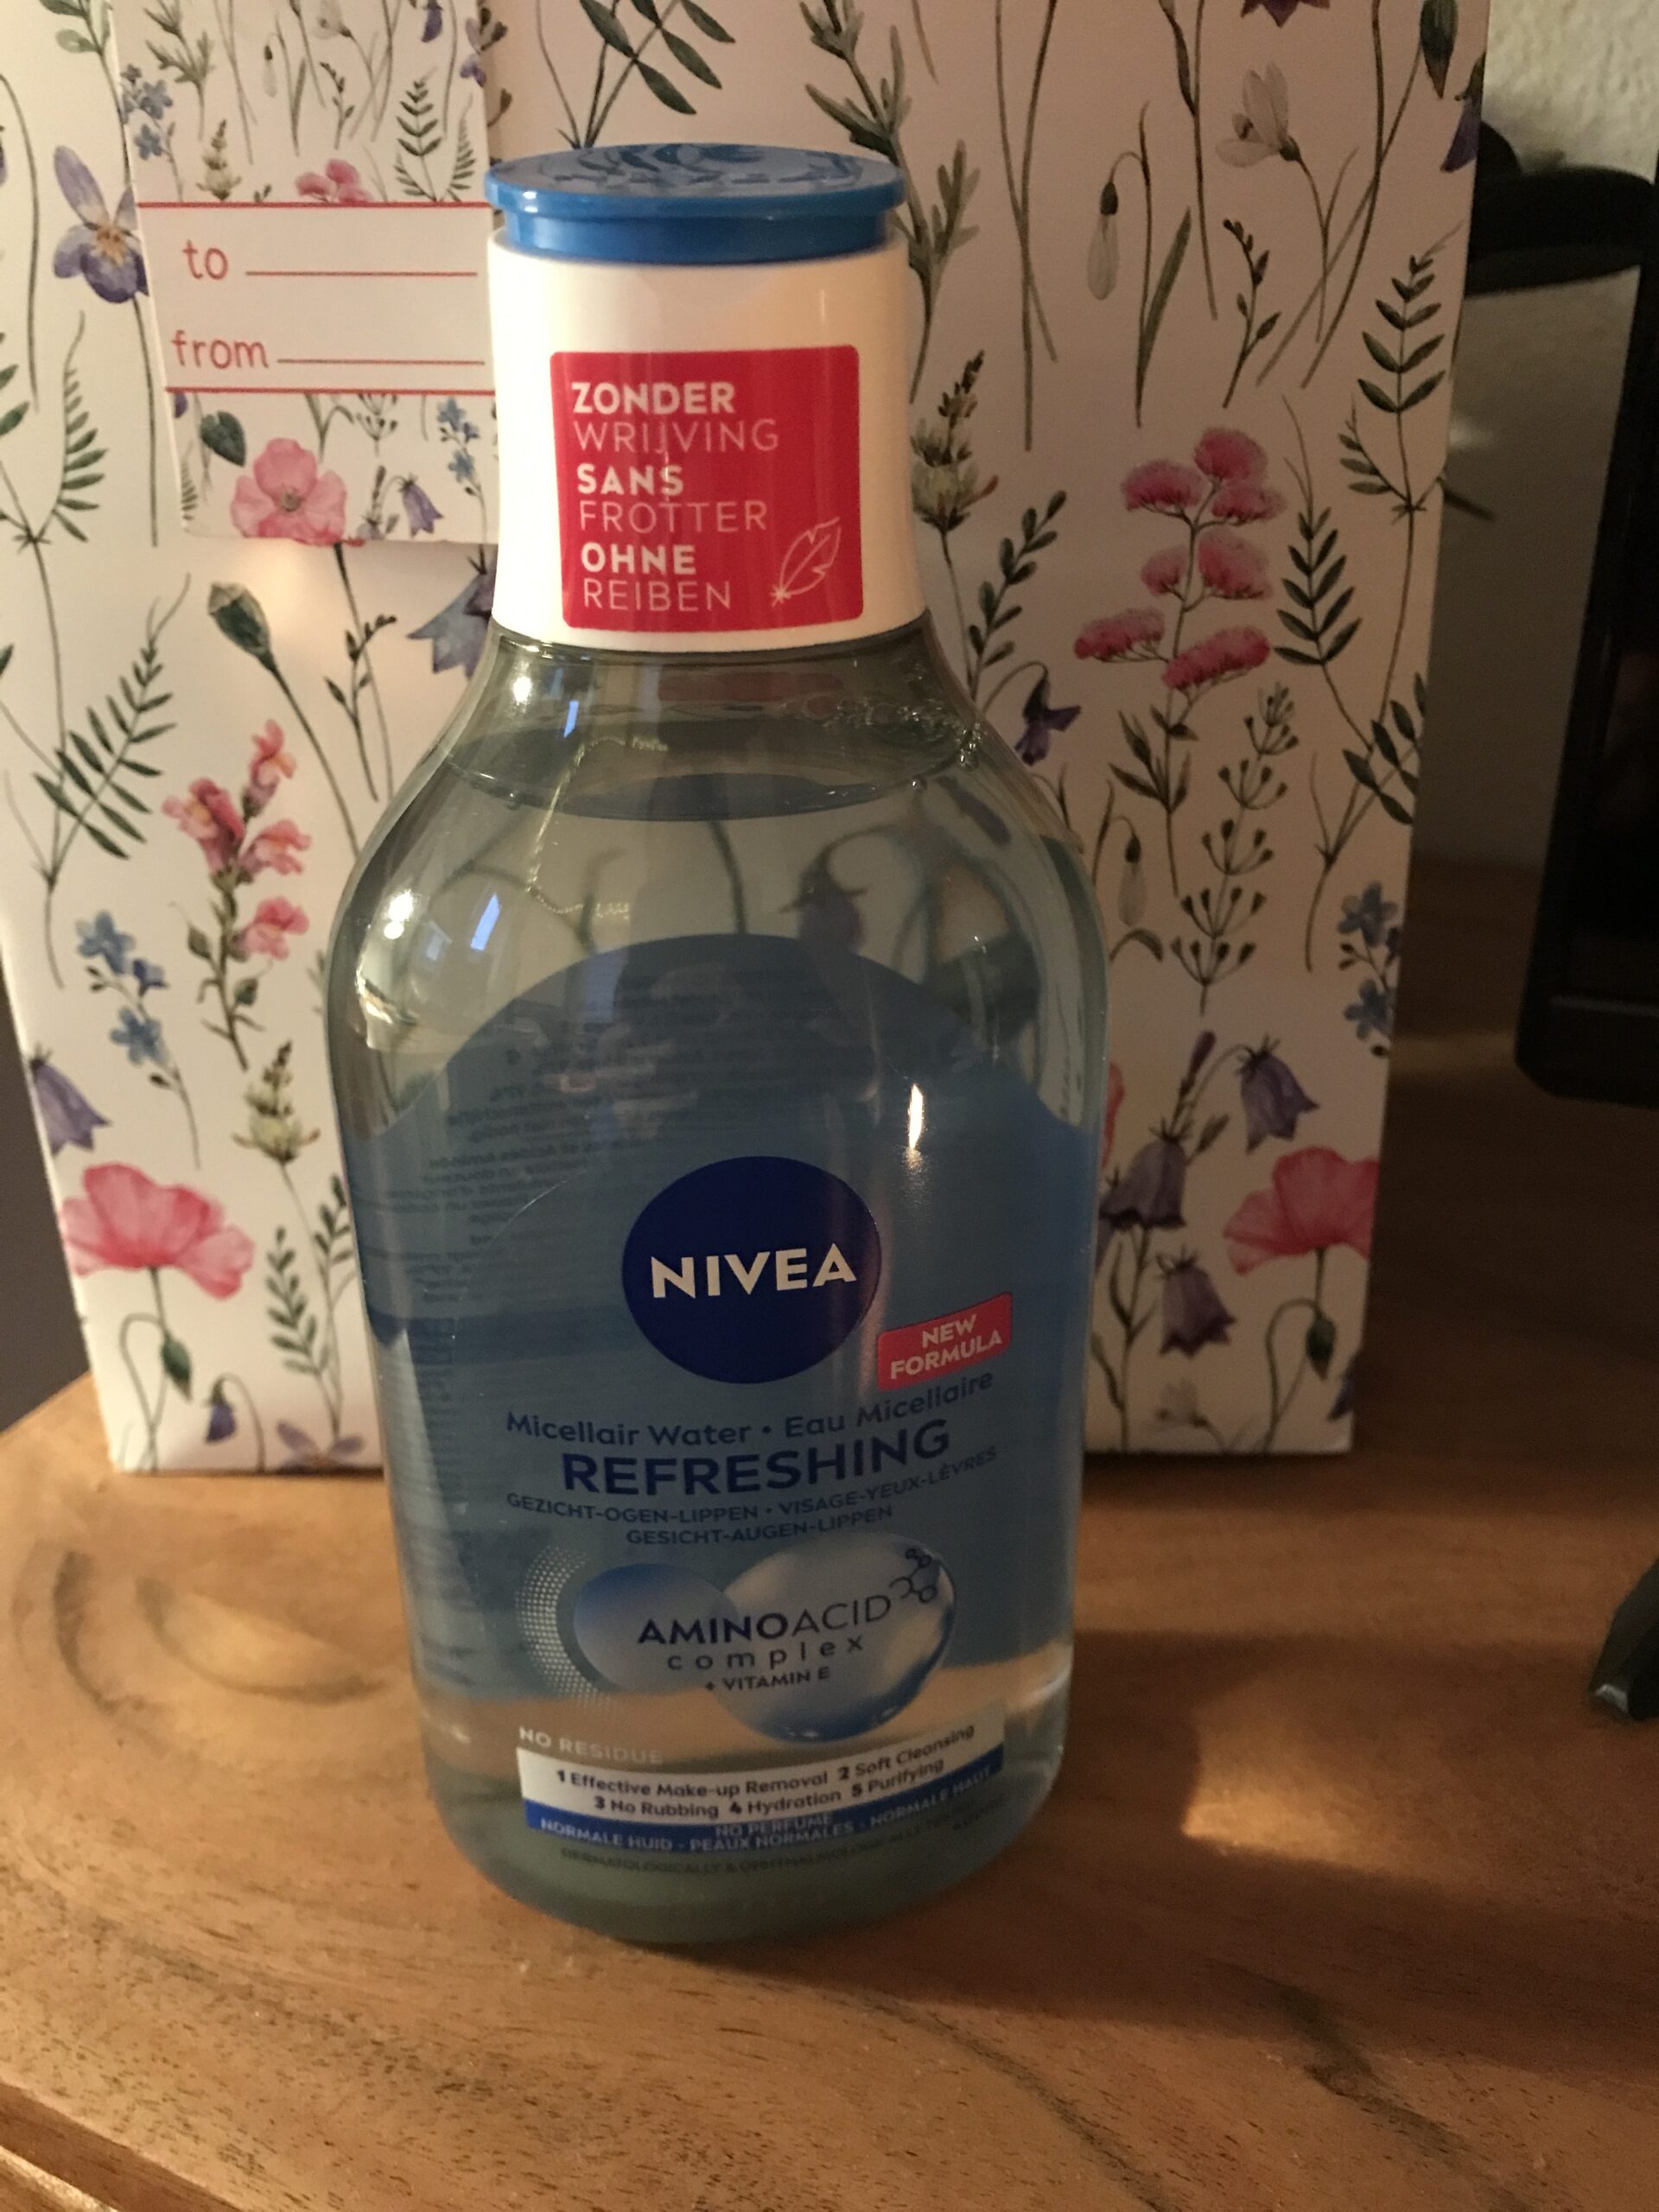 to
from
ZONDER
WRIJVING
SANS
FROTTER
OHNE
REIBEN
NIVEA
NEW
FORMULA
Micellair Water • Eau Micellaire
REFRESHING
GEZICHT-OGEN-LIPPEN • VISAGE-YEUX-LÈVRES
GESICHT-AUGEN-LIPPEN
AMINOACID
complex
+ VITAMIN E
NO RESIDUE
1 Effective Make-up Removal 2 Soft Cleansing
3 No Rubbing 4 Hydration 5 Purifying
NO PERFUME
NORMALE HUID - PEAUX NORMALES - NORMALE HAUT
DERMATOLOGICALLY & OPHTHALMOLOGICALLY